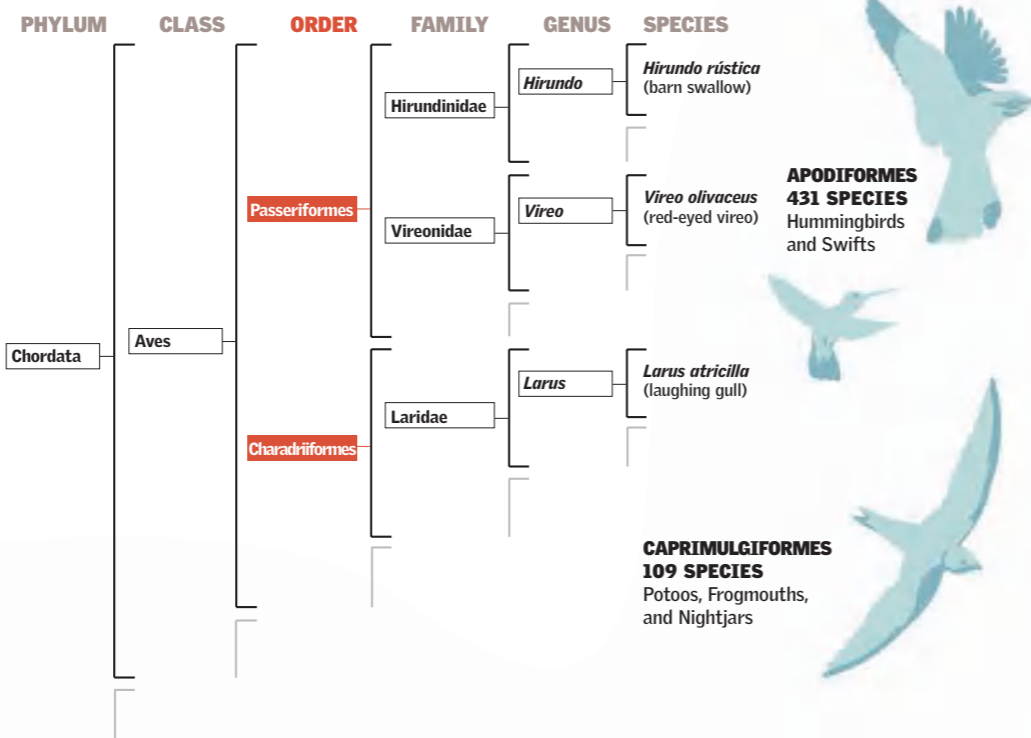 PHYLUM CLASS ORDER FAMILY GENUS SPECIES
Chordata
Aves
Passeriformes
Charadriiformes
Hirundinidae
Vireonidae
Laridae
Hirundo
Vireo
Larus
Hirundo rústica
(barn swallow)
Vireo olivaceus
(red-eyed vireo)
Larus atricilla
(laughing gull)
APODIFORMES
431 SPECIES
Hummingbirds
and Swifts
CAPRIMULGIFORMES
109 SPECIES
Potoos, Frogmouths,
and Nightjars